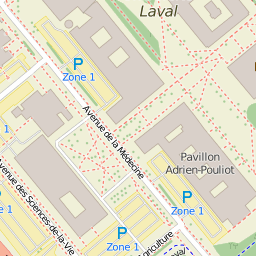 Laval
P
Zone 1
P
Zone 1
Avenue de la Médecine
Pavillon
Adrien-Pouliot
Avenue des Sciences-de-la-Vie
P
Zone 1
P
Zone 1